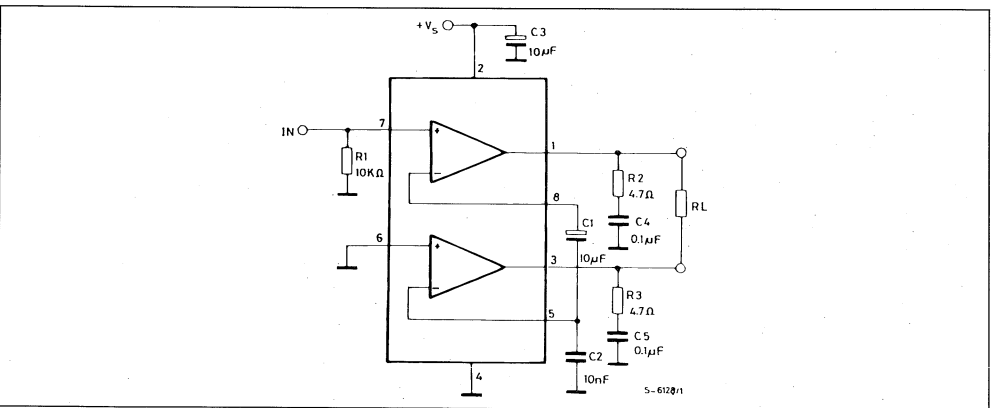 +Vs
C3
10µF
2
IN
7
+
R1
10KΩ
−
1
R2
4.7Ω
RL
8
C1
C4
0.1µF
6
+
10µF
3
−
R3
4.7Ω
5
C5
0.1µF
C2
10nF
4
S-6128/1